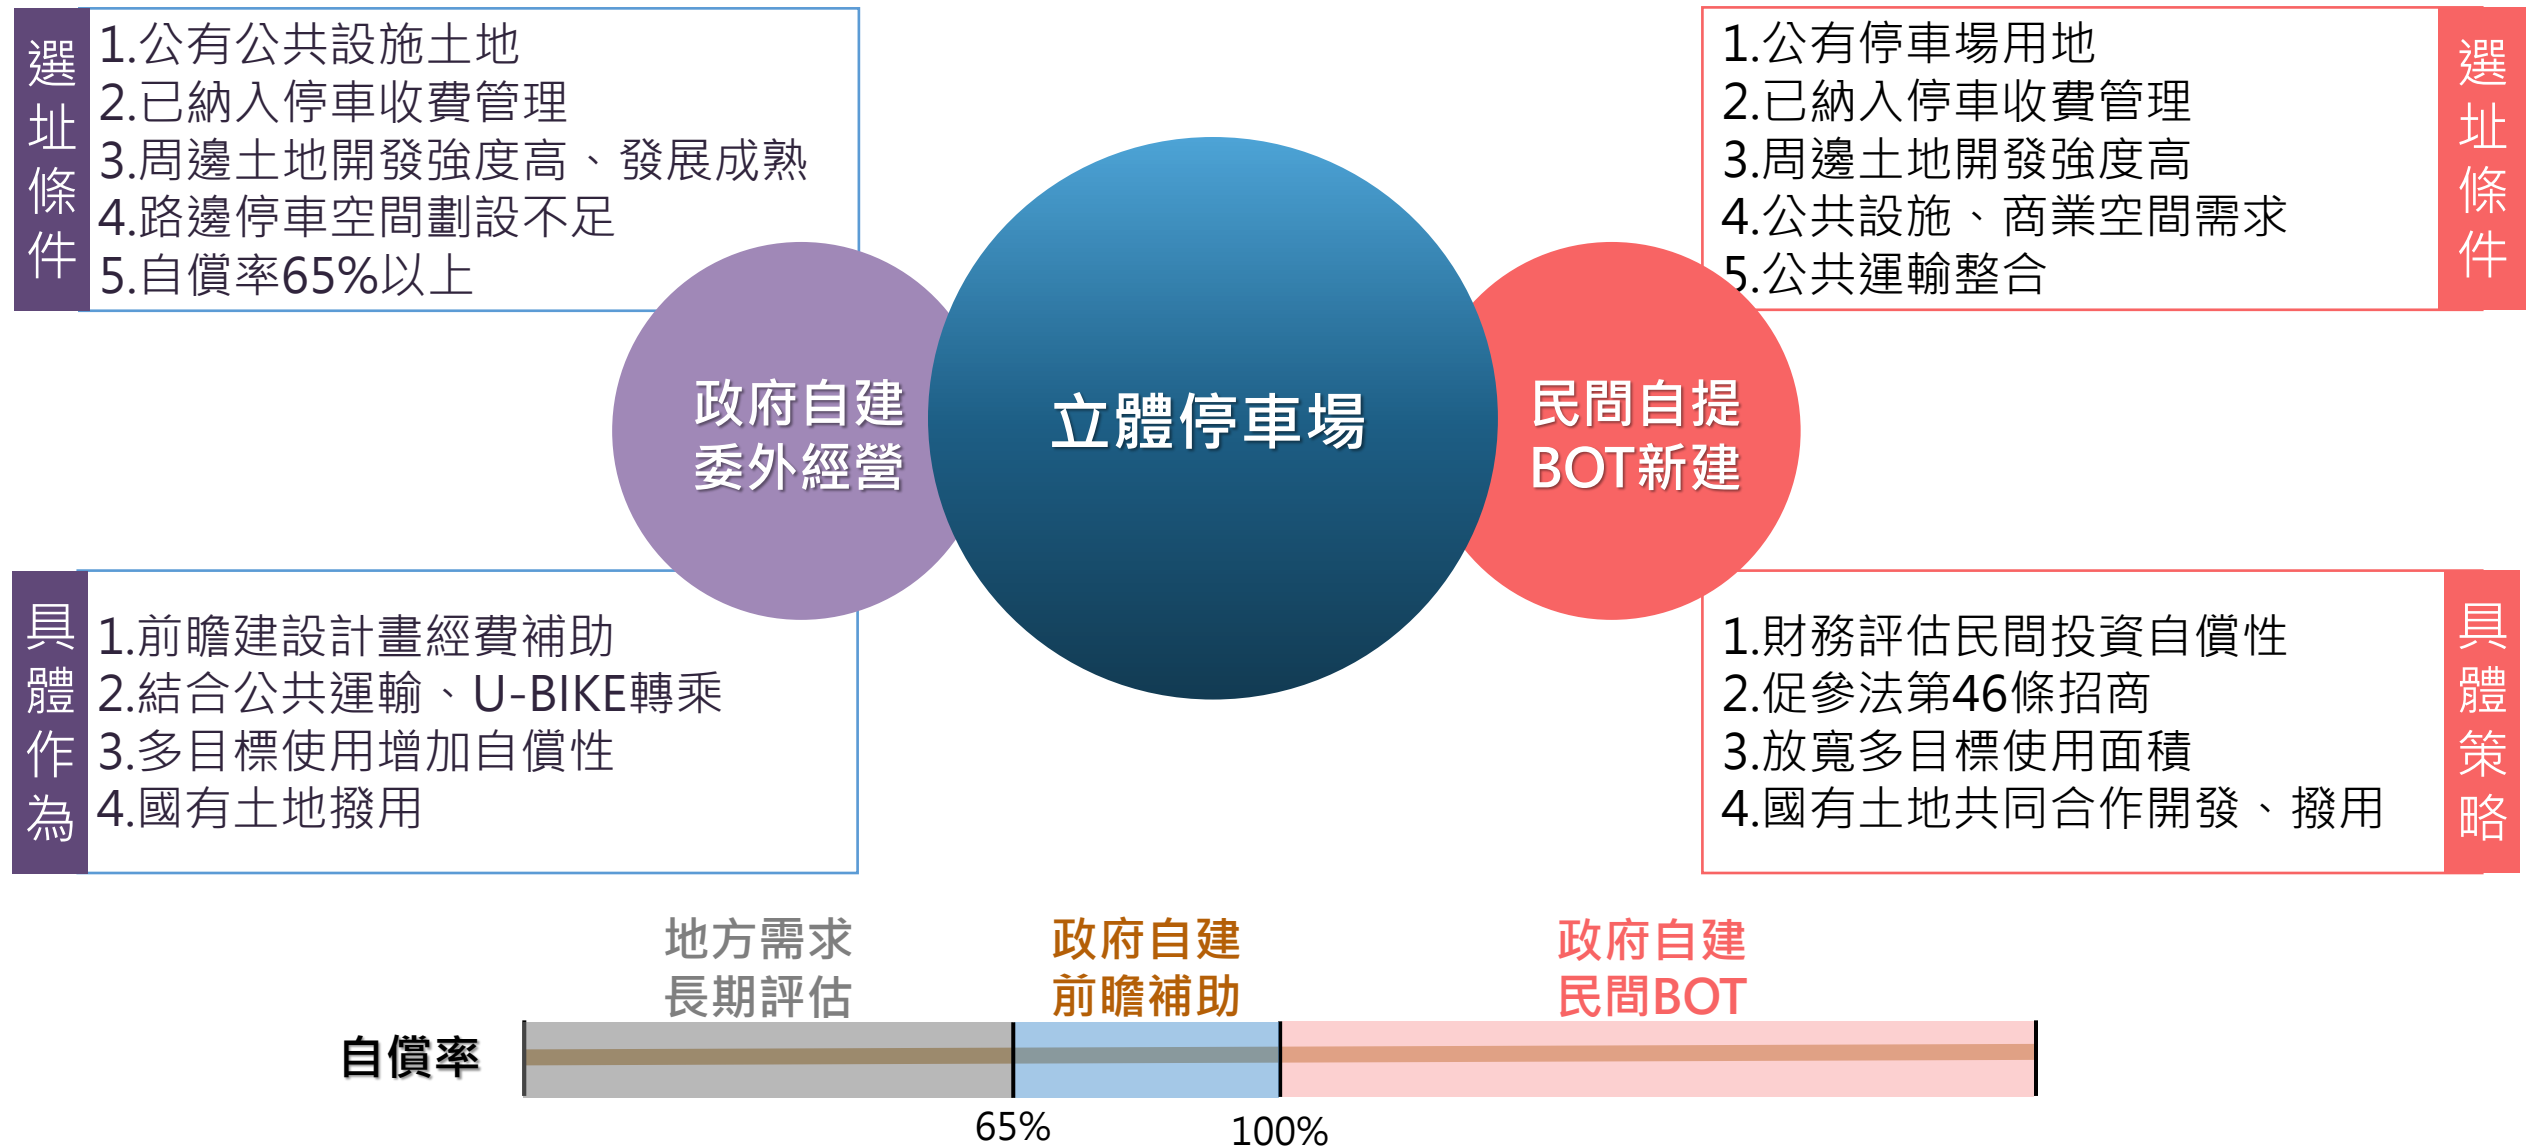 選址條件
1.公有公共設施土地
2.已納入停車收費管理
3.周邊土地開發強度高、發展成熟
4.路邊停車空間劃設不足
5.自償率65%以上
選址條件
1.公有停車場用地
2.已納入停車收費管理
3.周邊土地開發強度高
4.公共設施、商業空間需求
5.公共運輸整合
政府自建
委外經營
立體停車場
民間自提
BOT新建
具體作為
1.前瞻建設計畫經費補助
2.結合公共運輸、U-BIKE轉乘
3.多目標使用增加自償性
4.國有土地撥用
具體策略
1.財務評估民間投資自償性
2.促參法第46條招商
3.放寬多目標使用面積
4.國有土地共同合作開發、撥用
地方需求
長期評估
政府自建
前瞻補助
政府自建
民間BOT
自償率
65%
100%